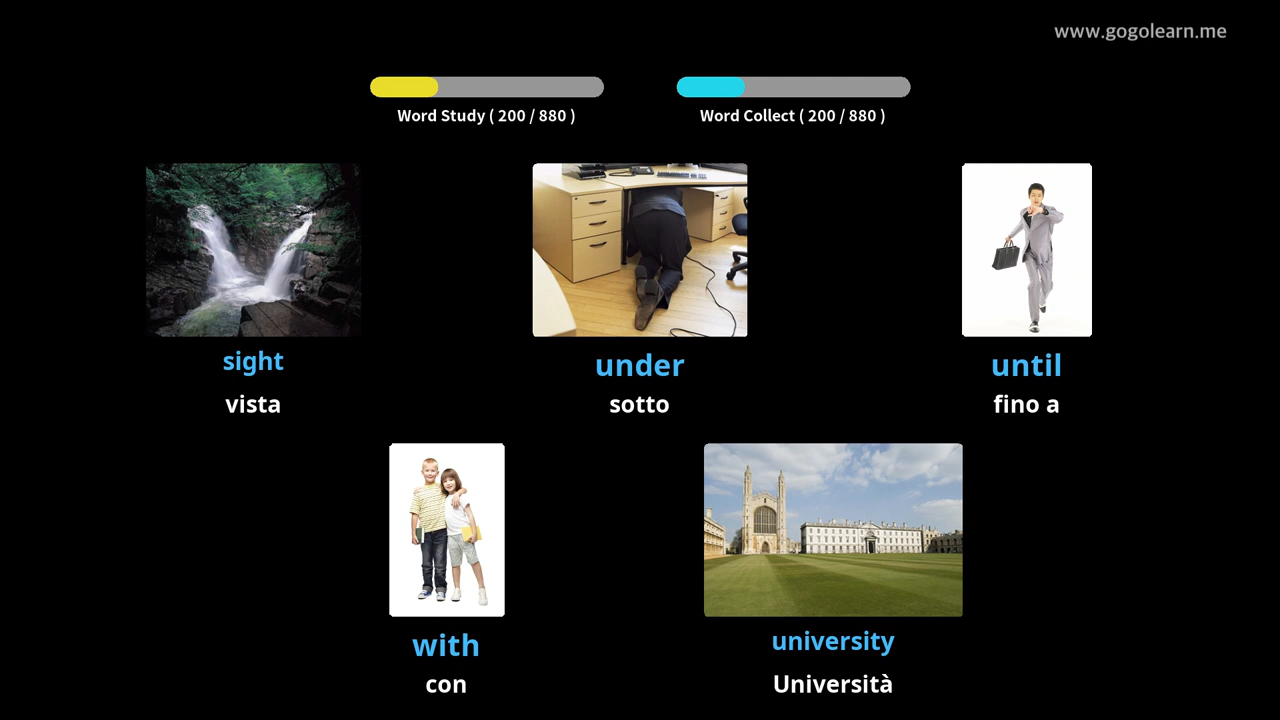 www.gogolearn.me
Word Study ( 200 / 880 )
Word Collect ( 200 / 880 )
sight
under
until
vista
sotto
fino a
with
university
con
Università